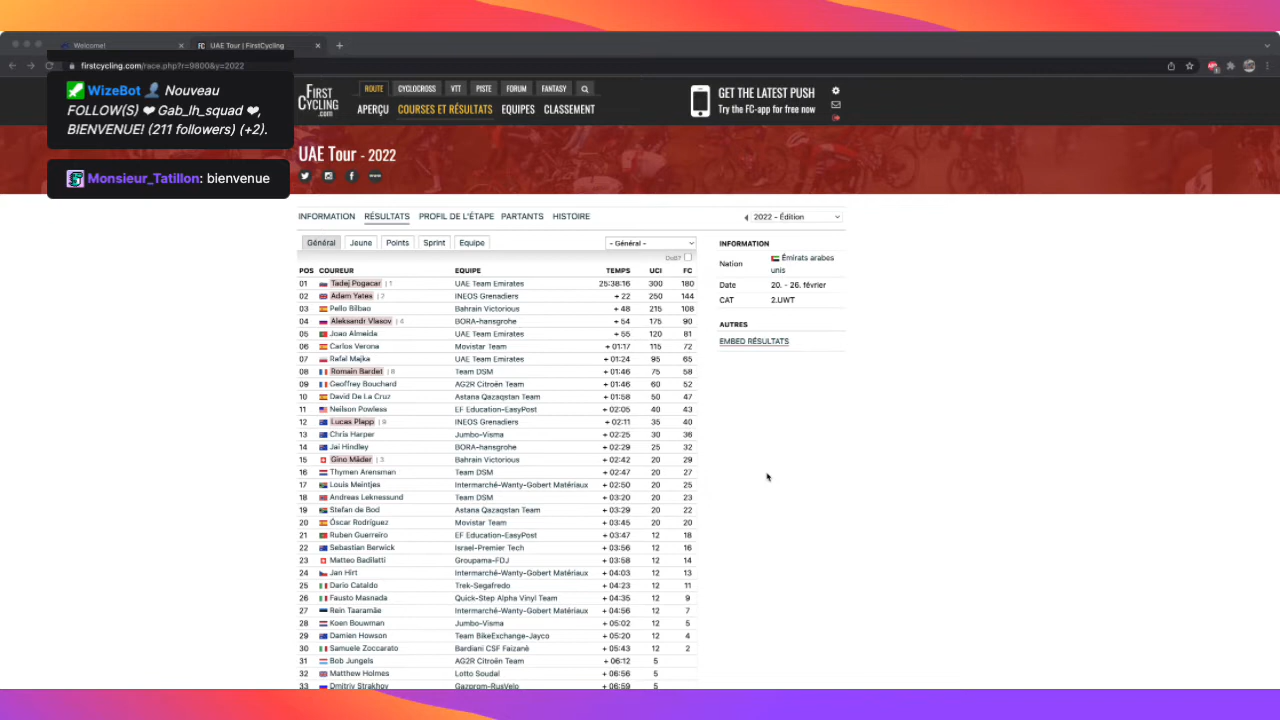 Welcome!
UAE Tour | FirstCycling
firstcycling.com/race.php?r=9800&y=2022
WizeBot Nouveau
FOLLOW(S) ❤ Gab_lh_squad ❤,
BIENVENUE! (211 followers) (+2).
Monsieur_Tatillon: bienvenue
FIRST
CYCLING
.com
ROUTE CYCLOCROSS VTT PISTE FORUM FANTASY
APERÇU COURSES ET RÉSULTATS EQUIPES CLASSEMENT
GET THE LATEST PUSH
Try the FC-app for free now
UAE Tour - 2022
INFORMATION RÉSULTATS PROFIL DE L'ÉTAPE PARTANTS HISTOIRE
2022 - Édition
Général Jeune Points Sprint Equipe
- Général -
POS COUREUR EQUIPE TEMPS UCI FC
01 Tadej Pogacar | 1 UAE Team Emirates 25:38:16 300 180
02 Adam Yates | 7 INEOS Grenadiers + 22 250 144
03 Pello Bilbao Bahrain Victorious + 48 215 108
04 Aleksandr Vlasov | 4 BORA-hansgrohe + 54 175 90
05 Joao Almeida UAE Team Emirates + 55 120 81
06 Carlos Verona Movistar Team + 01:17 115 72
07 Rafal Majka UAE Team Emirates + 01:24 95 65
08 Romain Bardet | 8 Team DSM + 01:46 75 58
09 Geoffrey Bouchard AG2R Citroën Team + 01:46 60 52
10 David De La Cruz Astana Qazaqstan Team + 01:58 50 47
11 Neilson Powless EF Education-EasyPost + 02:05 40 43
12 Lucas Plapp | 9 INEOS Grenadiers + 02:11 35 40
13 Chris Harper Jumbo-Visma + 02:25 30 36
14 Jai Hindley BORA-hansgrohe + 02:29 25 32
15 Gino Mäder | 3 Bahrain Victorious + 02:42 20 29
16 Thymen Arensman Team DSM + 02:47 20 27
17 Louis Meintjes Intermarché-Wanty-Gobert Matériaux + 02:50 20 25
18 Andreas Leknessund Team DSM + 03:20 20 23
19 Stefan de Bod Astana Qazaqstan Team + 03:29 20 22
20 Óscar Rodríguez Movistar Team + 03:45 20 20
21 Ruben Guerreiro EF Education-EasyPost + 03:47 12 18
22 Sebastian Berwick Israel-Premier Tech + 03:56 12 16
23 Matteo Badilatti Groupama-FDJ + 03:58 12 14
24 Jan Hirt Intermarché-Wanty-Gobert Matériaux + 04:03 12 13
25 Dario Cataldo Trek-Segafredo + 04:23 12 11
26 Fausto Masnada Quick-Step Alpha Vinyl Team + 04:35 12 9
27 Rein Taaramäe Intermarché-Wanty-Gobert Matériaux + 04:56 12 7
28 Koen Bouwman Jumbo-Visma + 05:02 12 5
29 Damien Howson Team BikeExchange-Jayco + 05:20 12 4
30 Samuele Zoccarato Bardiani CSF Faizanè + 05:43 12 2
31 Bob Jungels AG2R Citroën Team + 06:12 5
32 Matthew Holmes Lotto Soudal + 06:56 5
33 Dmitriy Strakhov Gazprom-RusVelo + 06:59 5
INFORMATION
Nation Émirats arabes
unis
Date 20. - 26. février
CAT 2.UWT
AUTRES
EMBED RÉSULTATS